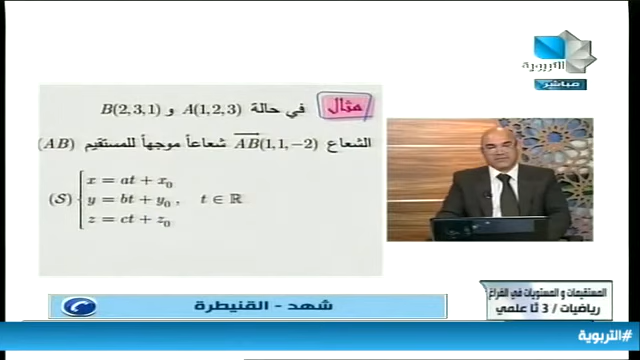 التربوية
مباشر
مثال في حالة A(1,2,3) و B(2,3,1)
الشعاع AB(1,1,−2) شعاعاً موجهاً للمستقيم (AB)
(S) { x = at + x₀
y = bt + y₀ , t ∈ ℝ
z = ct + z₀
المستقيمات و المستويات في الفراغ
رياضيات / 3 ثا علمي
شهد - القنيطرة
#التربوية